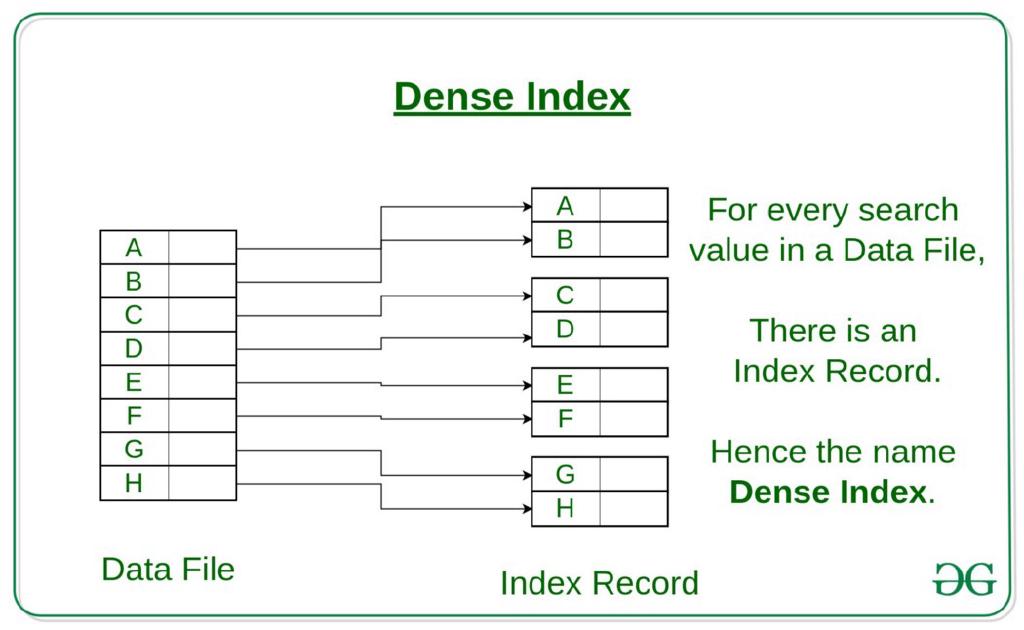 Dense Index
A
B
C
D
E
F
G
H
Data File
A
B
C
D
E
F
G
H
Index Record
For every search
value in a Data File,
There is an
Index Record.
Hence the name
Dense Index.